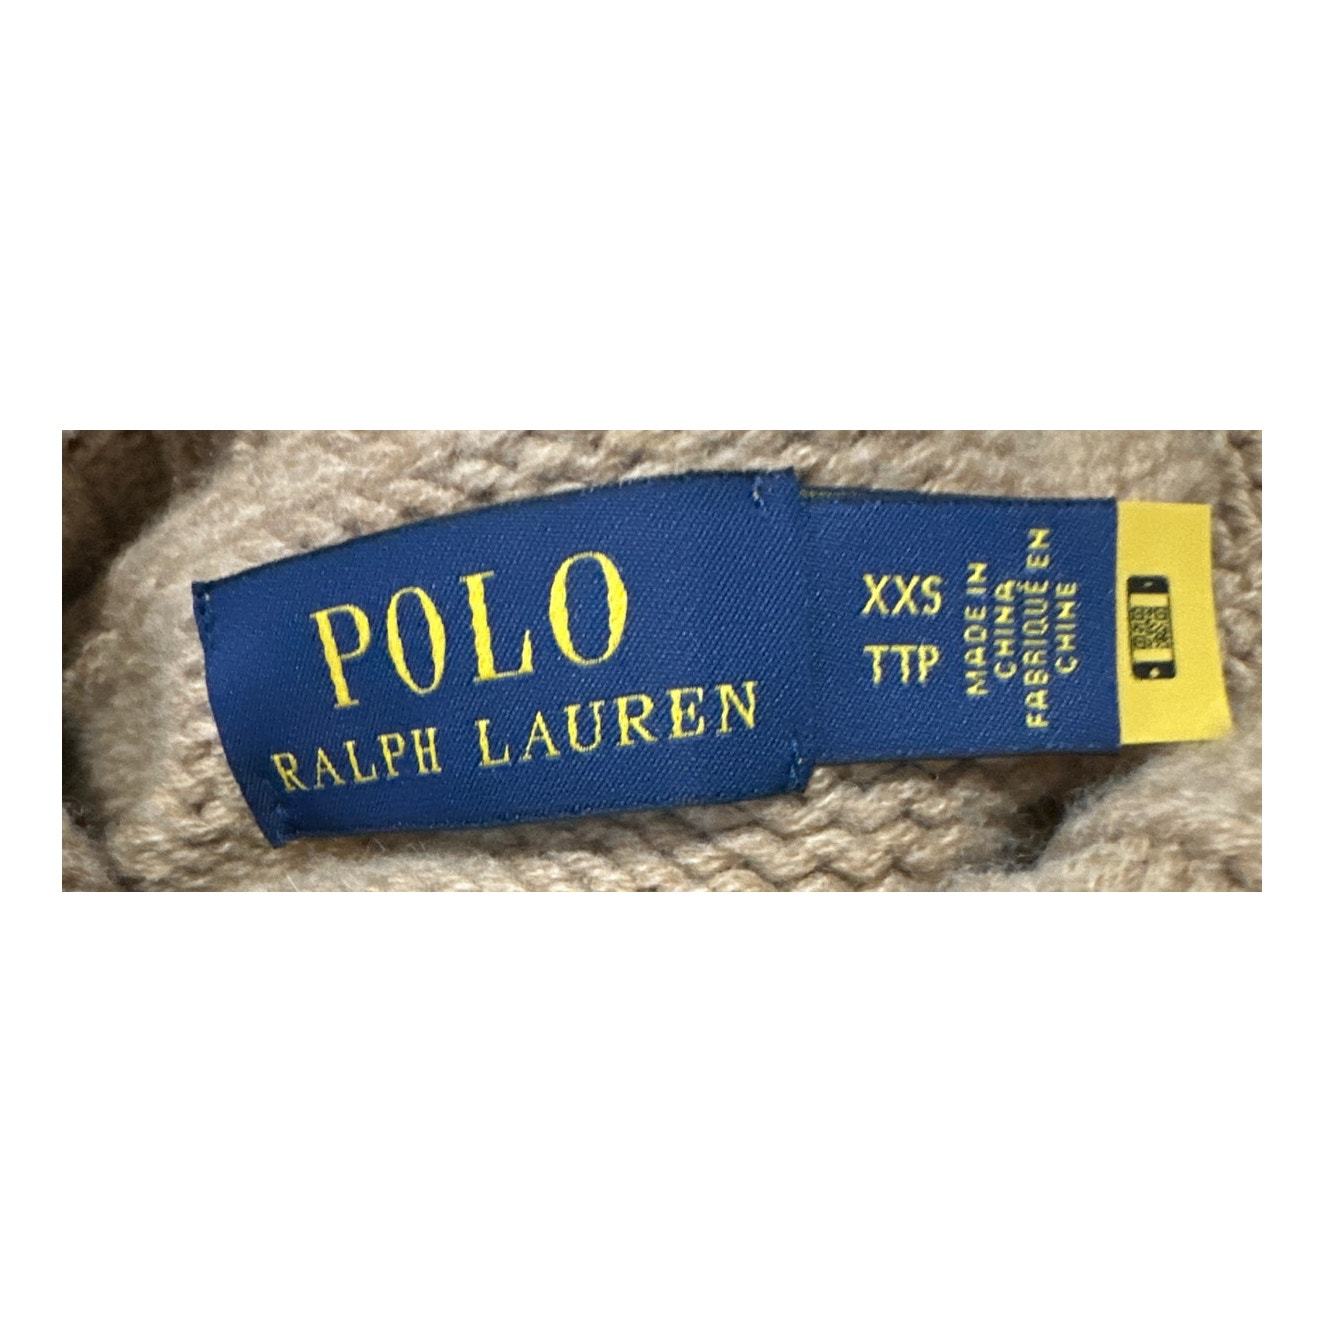 POLO
RALPH LAUREN
XXS
TTP
MADE IN
CHINA
FABRIQUÉ EN
CHINE